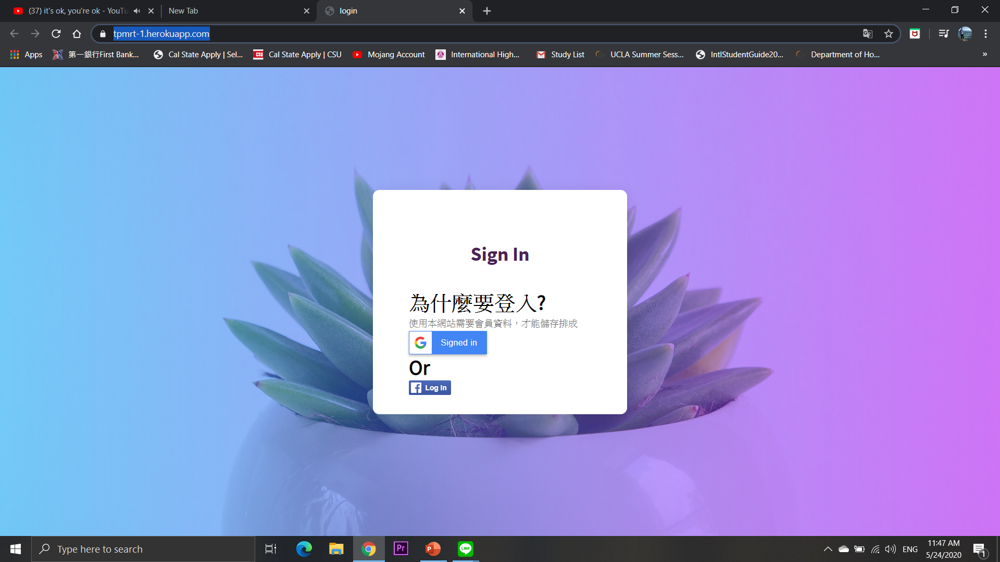 (37) it's ok, you're ok - YouTu
New Tab
login
tpmrt-1.herokuapp.com
Apps
第一銀行First Bank...
Cal State Apply | Sel...
CSU
Cal State Apply | CSU
Mojang Account
International High...
Study List
UCLA Summer Sess...
IntlStudentGuide20...
Department of Ho...
»
Sign In
為什麼要登入?
使用本網站需要會員資料，才能儲存排成
G Signed in
Or
f Log In
Type here to search
Pr
P
LINE
ENG
11:47 AM
5/24/2020
1